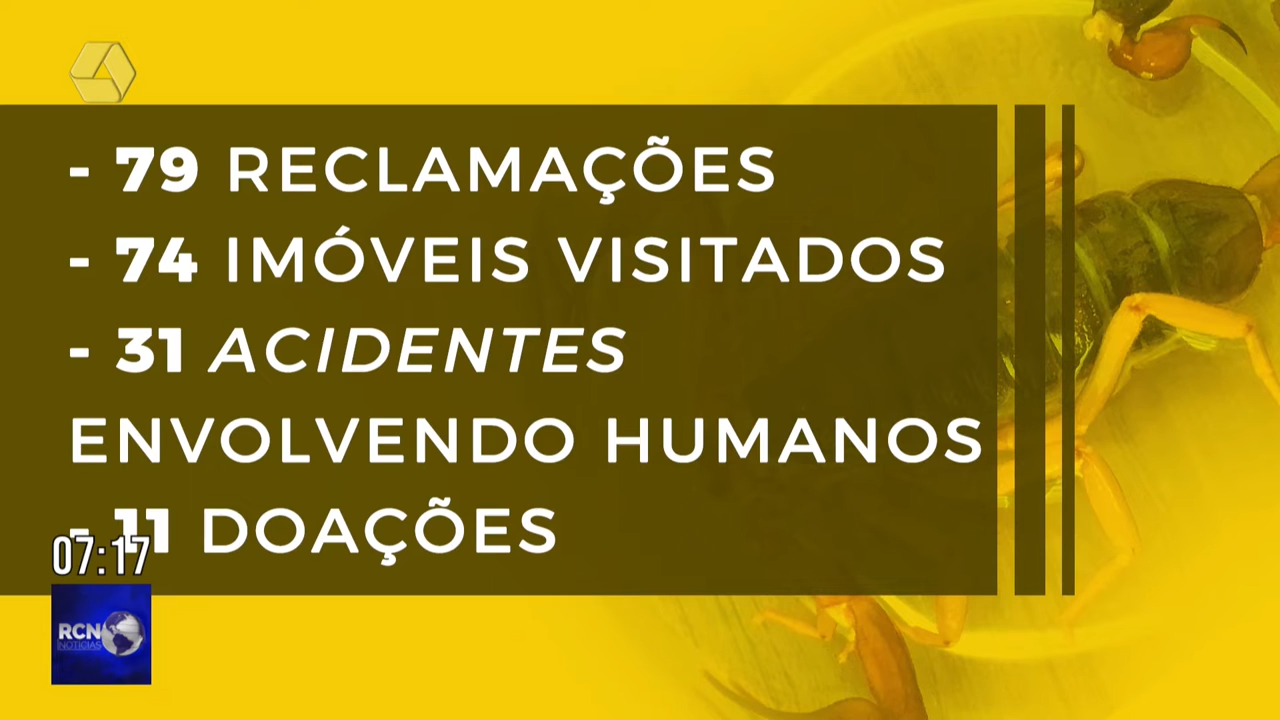 - 79 RECLAMAÇÕES
- 74 IMÓVEIS VISITADOS
- 31 ACIDENTES
ENVOLVENDO HUMANOS
- 11 DOAÇÕES
07:17
RCN
NOTÍCIAS